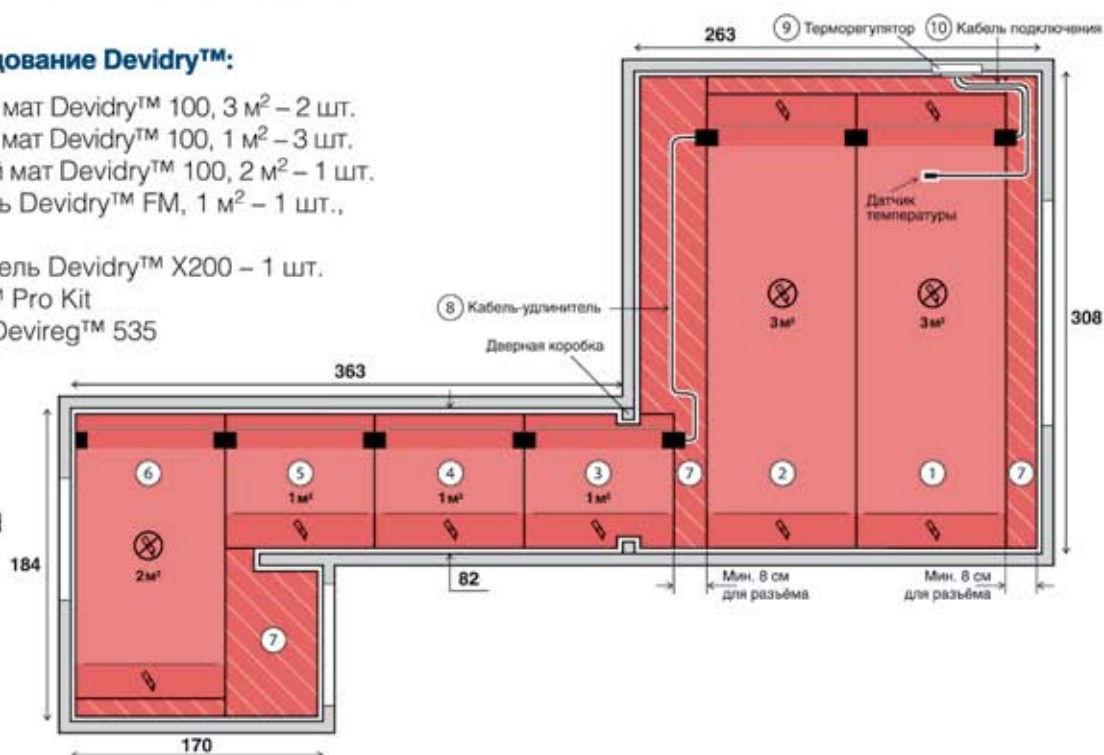 дование Devidry™:
мат Devidry™ 100, 3 м² – 2 шт.
мат Devidry™ 100, 1 м² – 3 шт.
й мат Devidry™ 100, 2 м² – 1 шт.
ь Devidry™ FM, 1 м² – 1 шт.,
ель Devidry™ X200 – 1 шт.
™ Pro Kit
Devireg™ 535
263
9 Терморегулятор
10 Кабель подключения
Датчик
температуры
8 Кабель-удлинитель
Дверная коробка
3м²
3м²
308
363
6
5
4
3
7
2
1
7
1м²
1м²
1м²
2м²
184
82
Мин. 8 см
для разъёма
Мин. 8 см
для разъёма
7
170